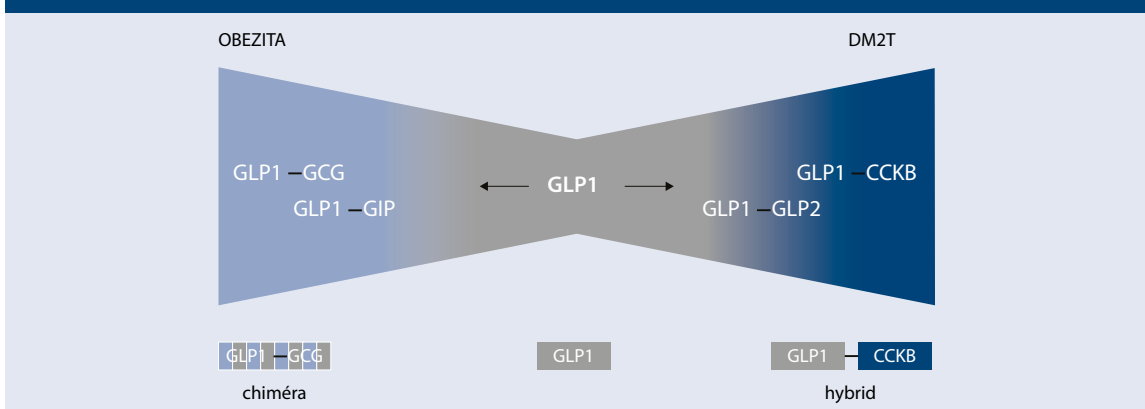 OBEZITA DM2T
GLP1 –GCG GLP1 –CCKB
GLP1
GLP1 –GIP GLP1 –GLP2
GLP1 –GCG GLP1 GLP1 – CCKB
chiméra hybrid